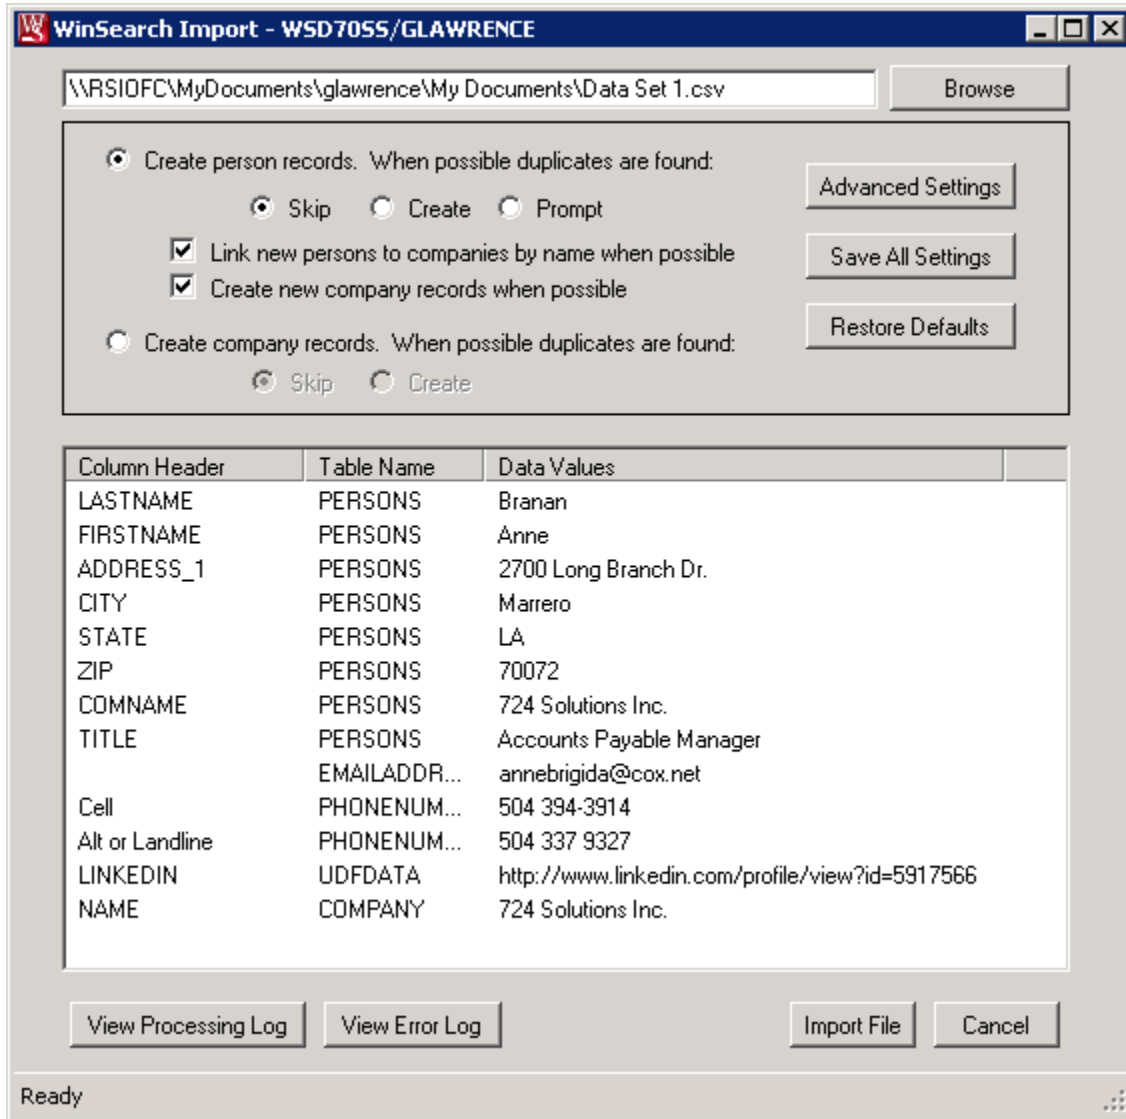 WinSearch Import - WSD70SS/GLAWRENCE
\\RSIOFC\MyDocuments\glawrence\My Documents\Data Set 1.csv Browse
Create person records. When possible duplicates are found:
Advanced Settings
Skip Create Prompt
Link new persons to companies by name when possible
Save All Settings
Create new company records when possible
Restore Defaults
Create company records. When possible duplicates are found:
Skip Create
Column Header Table Name Data Values
LASTNAME PERSONS Branan
FIRSTNAME PERSONS Anne
ADDRESS_1 PERSONS 2700 Long Branch Dr.
CITY PERSONS Marrero
STATE PERSONS LA
ZIP PERSONS 70072
COMNAME PERSONS 724 Solutions Inc.
TITLE PERSONS Accounts Payable Manager
EMAILADDR... annebrigida@cox.net
Cell PHONENUM... 504 394-3914
Alt or Landline PHONENUM... 504 337 9327
LINKEDIN UDFDATA http://www.linkedin.com/profile/view?id=5917566
NAME COMPANY 724 Solutions Inc.
View Processing Log View Error Log Import File Cancel
Ready